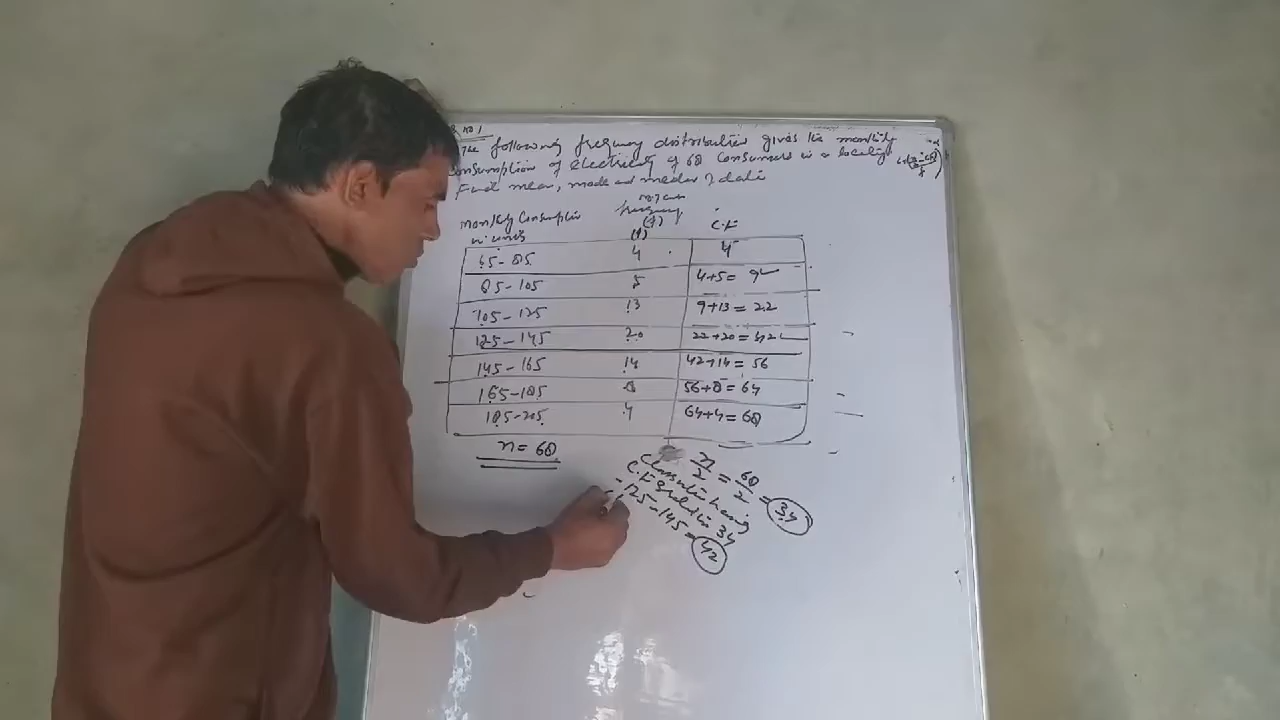 The following frequency distribution gives the monthly
consumption of Electricity of 68 consumers in a locality
Find mean, mode and median of data
monthly Consumption
in units
frequency
(f)
(f)
C.F
65-85 4 4
85-105 5 4+5= 9
105-125 13 9+13 = 22
125-145 20 22+20 = 42
145-165 14 42+14 = 56
165-185 8 56+8 = 64
185-205 4 64+4 = 68
n = 68
n/2 = 68/2 = 34
Class which having
C.F greater than 34
125-145 = 42